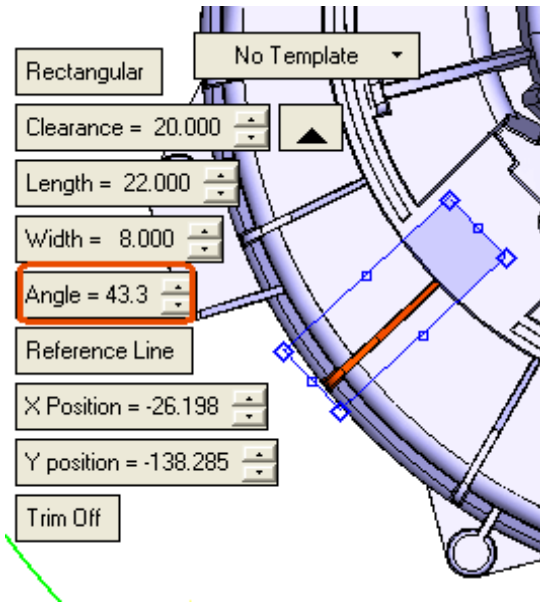 No Template
Rectangular
Clearance = 20.000
Length = 22.000
Width = 8.000
Angle = 43.3
Reference Line
X Position = -26.198
Y position = -138.285
Trim Off